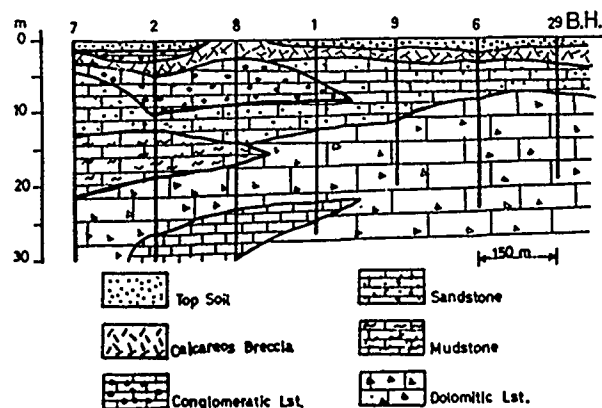 m 7 2 8 1 9 6 29 B.H.
0
10
20
30
150 m.
Top Soil Sandstone
Calcareos Breccia Mudstone
Conglomeratic Lst. Dolomitic Lst.